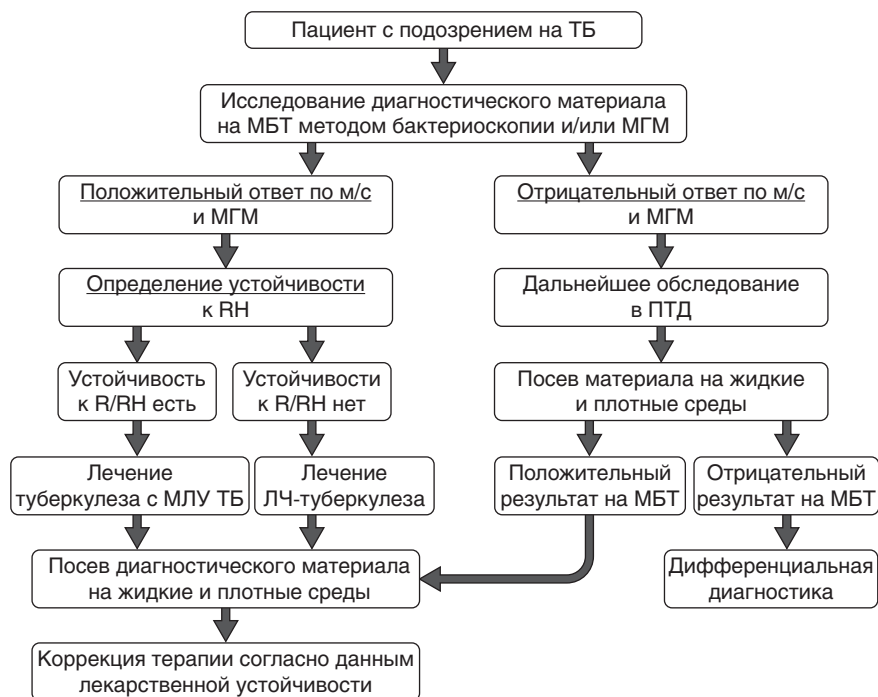 Пациент с подозрением на ТБ
Исследование диагностического материала
на МБТ методом бактериоскопии и/или МГМ
Положительный ответ по м/с
и МГМ
Отрицательный ответ по м/с
и МГМ
Определение устойчивости
к RH
Дальнейшее обследование
в ПТД
Устойчивость
к R/RH есть
Устойчивости
к R/RH нет
Посев материала на жидкие
и плотные среды
Лечение
туберкулеза с МЛУ ТБ
Лечение
ЛЧ-туберкулеза
Положительный
результат на МБТ
Отрицательный
результат на МБТ
Посев диагностического материала
на жидкие и плотные среды
Дифференциальная
диагностика
Коррекция терапии согласно данным
лекарственной устойчивости